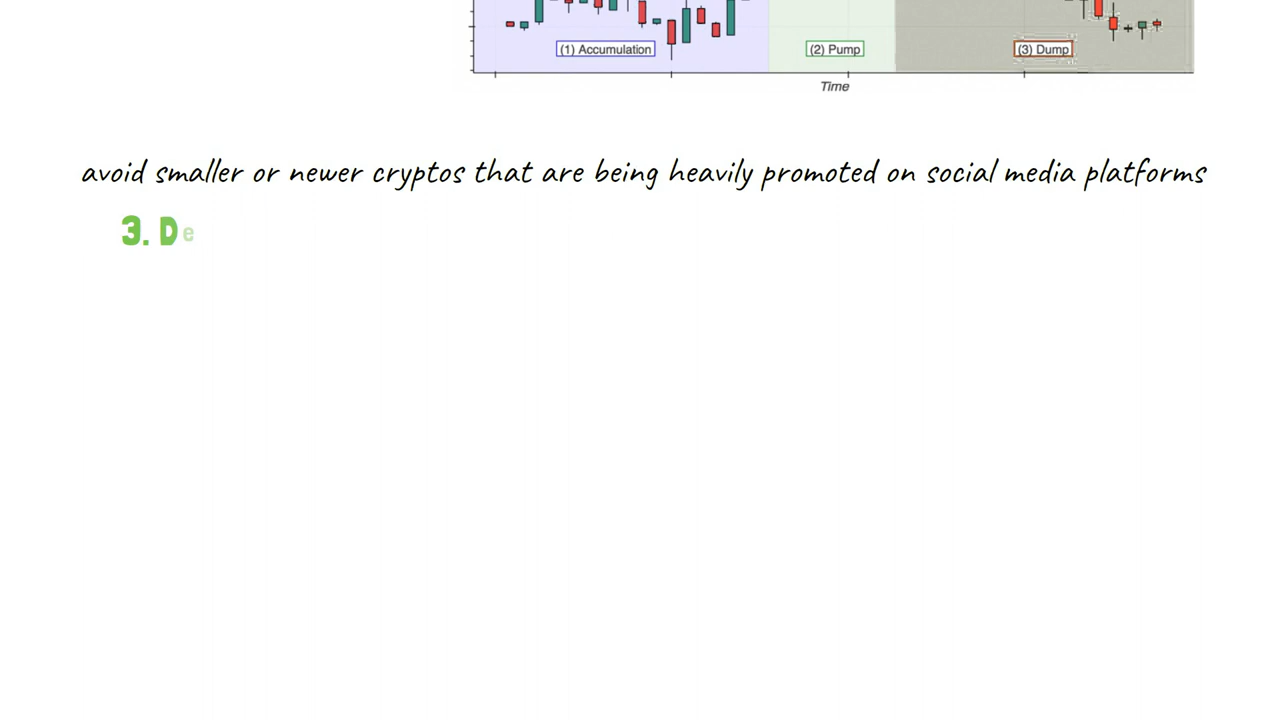 (1) Accumulation (2) Pump (3) Dump
Time
avoid smaller or newer cryptos that are being heavily promoted on social media platforms
3. De